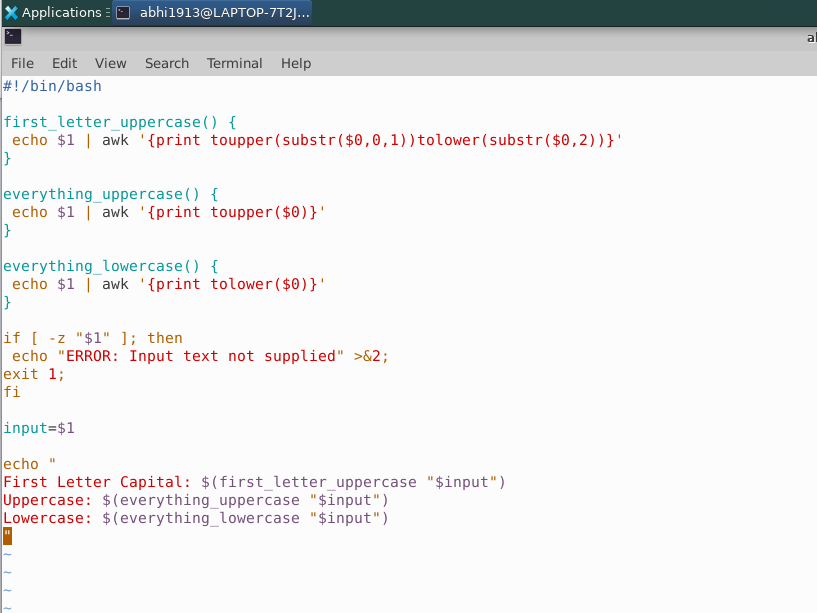 Applications
abhi1913@LAPTOP-7T2J...
File Edit View Search Terminal Help
#!/bin/bash

first_letter_uppercase() {
 echo $1 | awk '{print toupper(substr($0,0,1))tolower(substr($0,2))}'
}

everything_uppercase() {
 echo $1 | awk '{print toupper($0)}'
}

everything_lowercase() {
 echo $1 | awk '{print tolower($0)}'
}

if [ -z "$1" ]; then
 echo "ERROR: Input text not supplied" >&2;
exit 1;
fi

input=$1

echo "
First Letter Capital: $(first_letter_uppercase "$input")
Uppercase: $(everything_uppercase "$input")
Lowercase: $(everything_lowercase "$input")
"
~
~
~
~